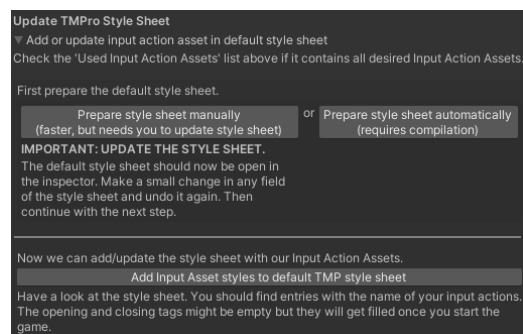 Update TMPro Style Sheet
Add or update input action asset in default style sheet
Check the 'Used Input Action Assets' list above if it contains all desired Input Action Assets.
First prepare the default style sheet.
Prepare style sheet manually
(faster, but needs you to update style sheet)
or
Prepare style sheet automatically
(requires compilation)
IMPORTANT: UPDATE THE STYLE SHEET.
The default style sheet should now be open in
the inspector. Make a small change in any field
of the style sheet and undo it again. Then
continue with the next step.
Now we can add/update the style sheet with our Input Action Assets.
Add Input Asset styles to default TMP style sheet
Have a look at the style sheet. You should find entries with the name of your input actions.
The opening and closing tags might be empty but they will get filled once you start the
game.